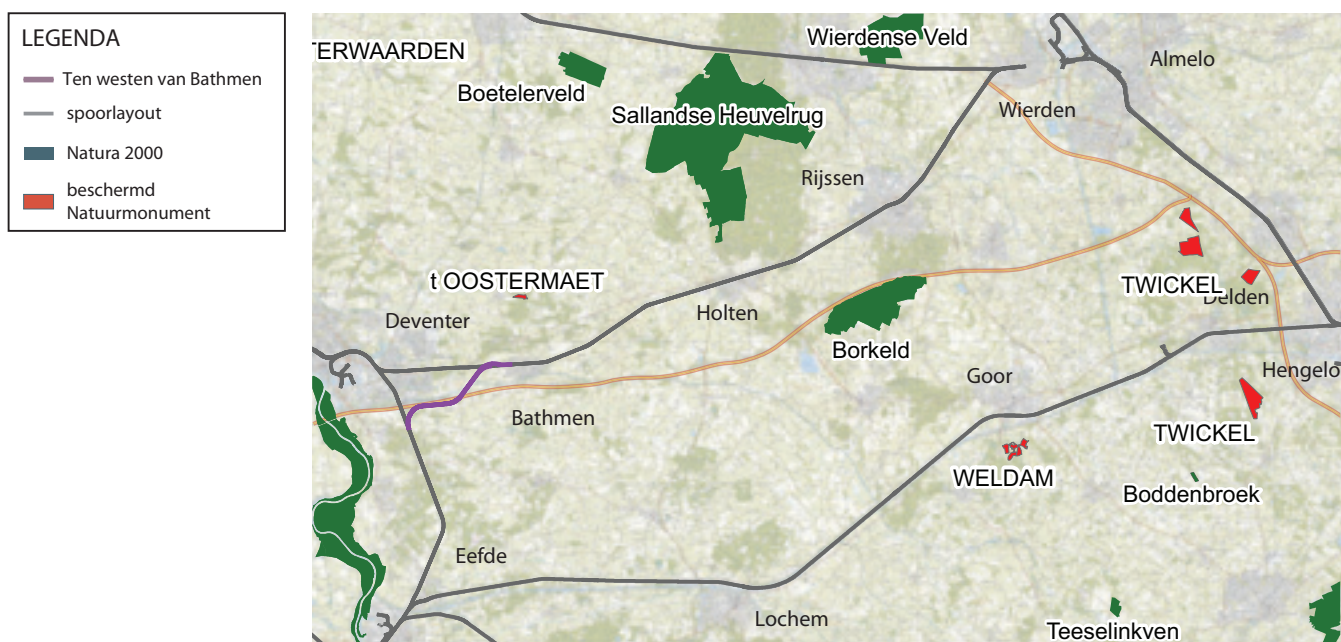 LEGENDA
Ten westen van Bathmen
spoorlayout
Natura 2000
beschermd
Natuurmonument
TERWAARDEN
Wierdense Veld
Almelo
Boetelerveld
Sallandse Heuvelrug
Wierden
Rijssen
t OOSTERMAET
TWICKEL
Delden
Deventer
Holten
Borkeld
Goor
Hengelo
Bathmen
TWICKEL
WELDAM
Boddenbroek
Eefde
Lochem
Teeselinkven